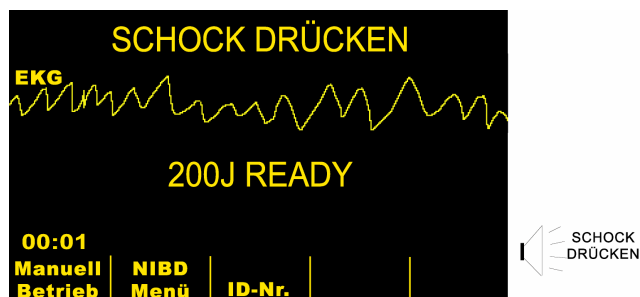 SCHOCK DRÜCKEN
EKG
200J READY
00:01
Manuell
Betrieb
NIBD
Menü
ID-Nr.
SCHOCK
DRÜCKEN